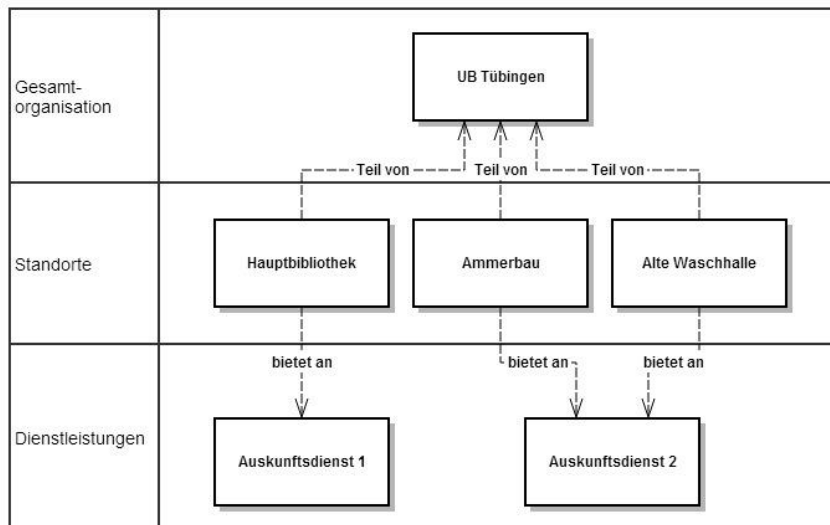 UB Tübingen
Gesamt-
organisation
Teil von
Teil von
Teil von
Standorte
Hauptbibliothek
Ammerbau
Alte Waschhalle
bietet an
bietet an
bietet an
Dienstleistungen
Auskunftsdienst 1
Auskunftsdienst 2